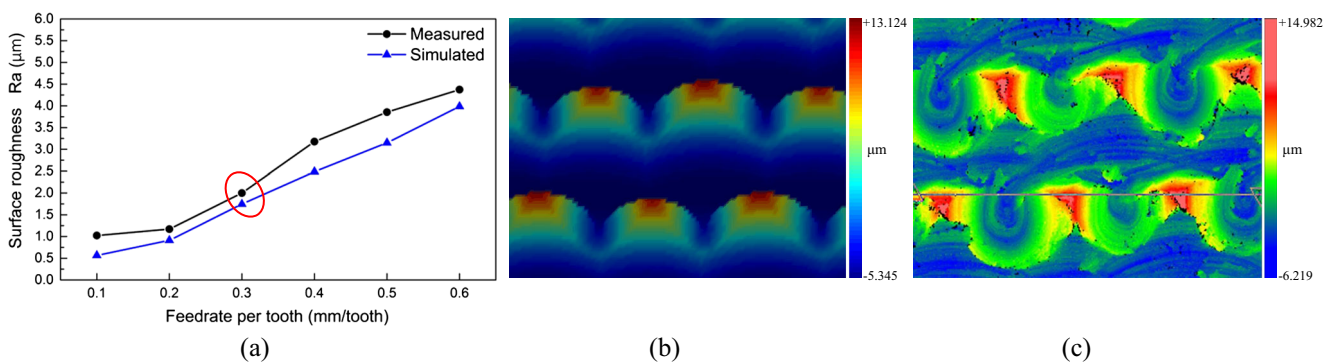 6.0
5.5
5.0
4.5
4.0
3.5
3.0
2.5
2.0
1.5
1.0
0.5
0.0
Surface roughness Ra (μm)
Measured
Simulated
0.1 0.2 0.3 0.4 0.5 0.6
Feedrate per tooth (mm/tooth)
(a)
+13.124
μm
-5.345
(b)
+14.982
μm
-6.219
(c)